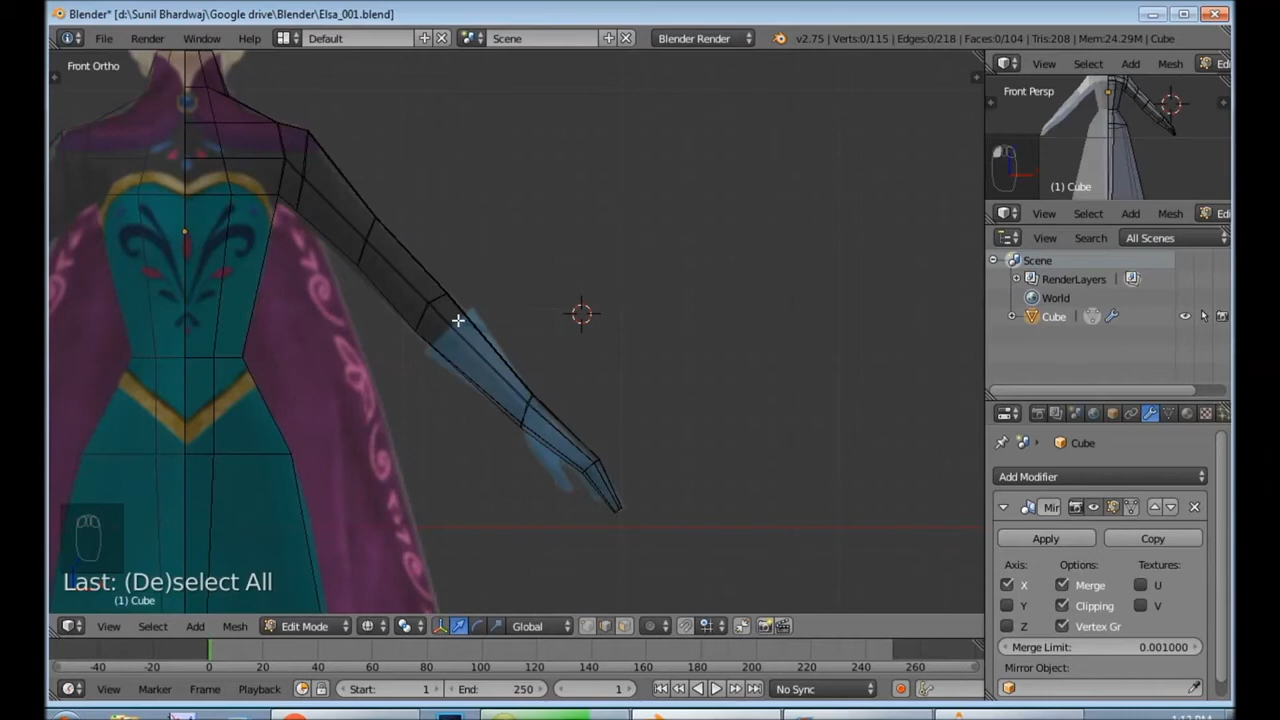 Blender* [d:\Sunil Bhardwaj\Google drive\Blender\Elsa_001.blend]
File Render Window Help Default Scene Blender Render v2.75 | Verts:0/115 | Edges:0/218 | Faces:0/104 | Tris:208 | Mem:24.29M | Cube
Front Ortho
View Select Add Mesh Ed
Front Persp
(1) Cube
View Select Add Mesh Ed
View Search All Scenes
Scene
RenderLayers
World
Cube
Cube
Add Modifier
Mir
Apply Copy
Axis: Options: Textures:
X Merge U
Y Clipping V
Z Vertex Gr
Merge Limit: 0.001000
Mirror Object:
Last: (De)select All
(1) Cube
View Select Add Mesh Edit Mode Global
-40 -20 0 20 40 60 80 100 120 140 160 180 200 220 240 260
View Marker Frame Playback Start: 1 End: 250 1 No Sync